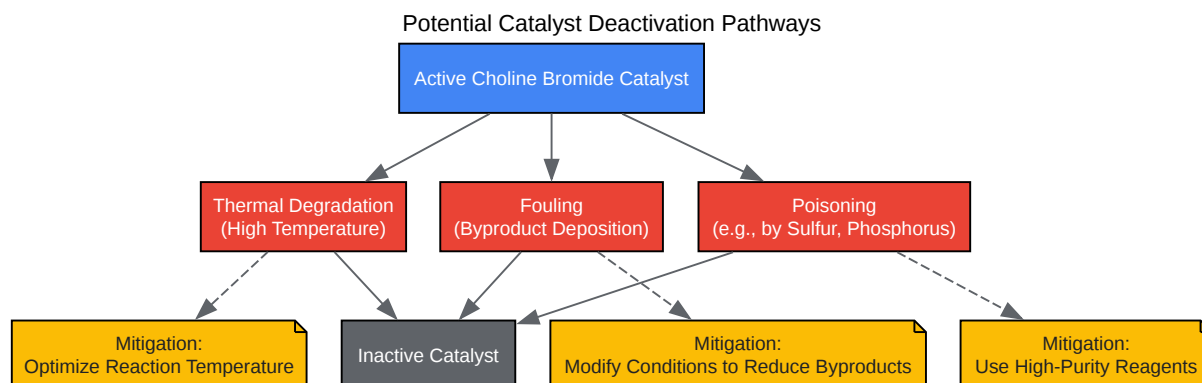 Potential Catalyst Deactivation Pathways
Active Choline Bromide Catalyst
Thermal Degradation
(High Temperature)
Fouling
(Byproduct Deposition)
Poisoning
(e.g., by Sulfur, Phosphorus)
Mitigation:
Optimize Reaction Temperature
Inactive Catalyst
Mitigation:
Modify Conditions to Reduce Byproducts
Mitigation:
Use High-Purity Reagents